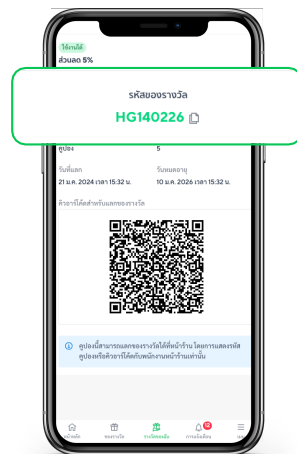 ใช้งานได้
ส่วนลด 5%
รหัสของรางวัล
HG140226
คูปอง 5
วันที่แลก วันหมดอายุ
21 ม.ค. 2024 เวลา 15:32 น. 10 ม.ค. 2026 เวลา 15:32 น.
คิวอาร์โค้ดสำหรับแลกของรางวัล
คูปองนี้สามารถแลกของรางวัลได้ที่หน้าร้าน โดยการแสดงรหัส
คูปองหรือคิวอาร์โค้ดกับพนักงานหน้าร้านเท่านั้น
12
หน้าหลัก ของรางวัล รางวัลของฉัน การแจ้งเตือน